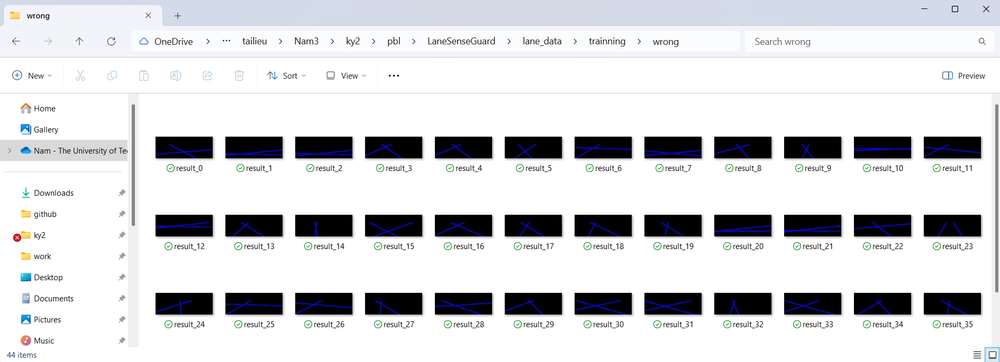 wrong
OneDrive > ... tailieu > Nam3 > ky2 > pbl > LaneSenseGuard > lane_data > trainning > wrong
Search wrong
New
Sort
View
Preview
Home
Gallery
Nam - The University of Te
Downloads
github
ky2
work
Desktop
Documents
Pictures
Music
result_0 result_1 result_2 result_3 result_4 result_5 result_6 result_7 result_8 result_9 result_10 result_11
result_12 result_13 result_14 result_15 result_16 result_17 result_18 result_19 result_20 result_21 result_22 result_23
result_24 result_25 result_26 result_27 result_28 result_29 result_30 result_31 result_32 result_33 result_34 result_35
44 items